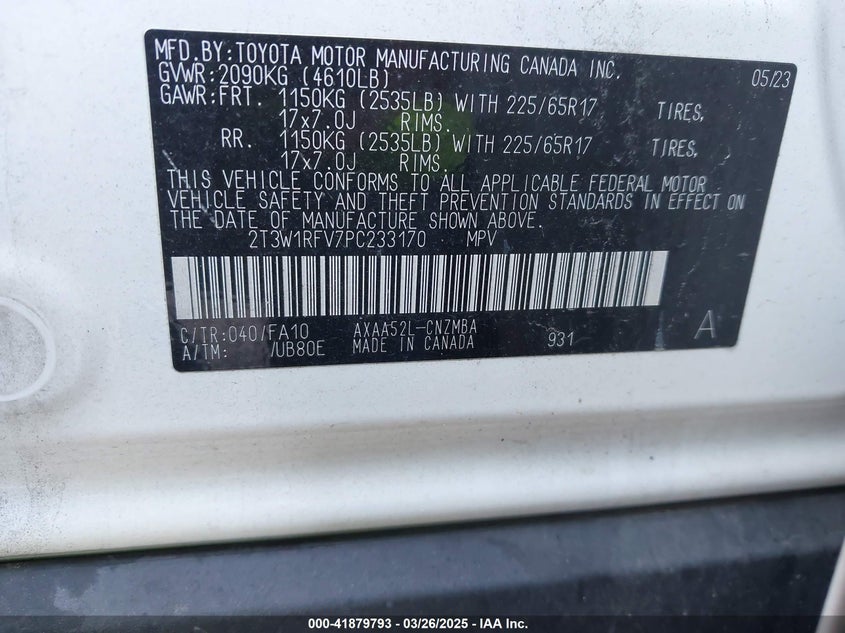 MFD.BY:TOYOTA MOTOR MANUFACTURING CANADA INC.
GVWR:2090KG (4610LB) 05/23
GAWR:FRT. 1150KG (2535LB) WITH 225/65R17 TIRES,
17x7.0J RIMS.
RR. 1150KG (2535LB) WITH 225/65R17 TIRES,
17x7.0J RIMS.
THIS VEHICLE CONFORMS TO ALL APPLICABLE FEDERAL MOTOR
VEHICLE SAFETY AND THEFT PREVENTION STANDARDS IN EFFECT ON
THE DATE OF MANUFACTURE SHOWN ABOVE.
2T3W1RFV7PC233170 MPV
C/TR:040/FA10 AXAA52L-CNZMBA
A/TM: /UB80E MADE IN CANADA 931 A
000-41879793 - 03/26/2025 - IAA Inc.